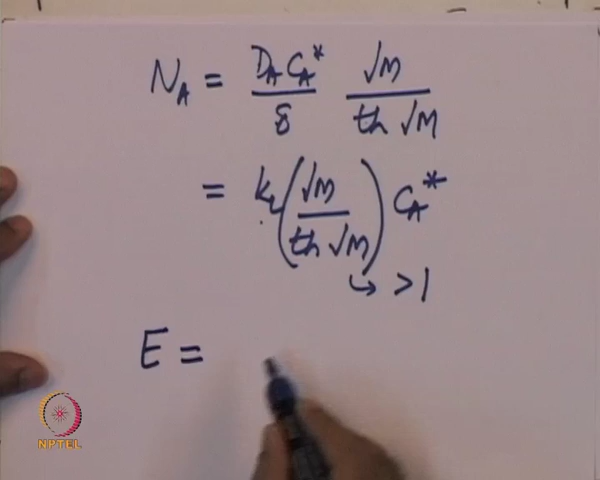 N_A = D_A C_A* / δ √M / th √M
= k_L (√M / th √M) C_A*
↳ > 1
E =
NPTEL